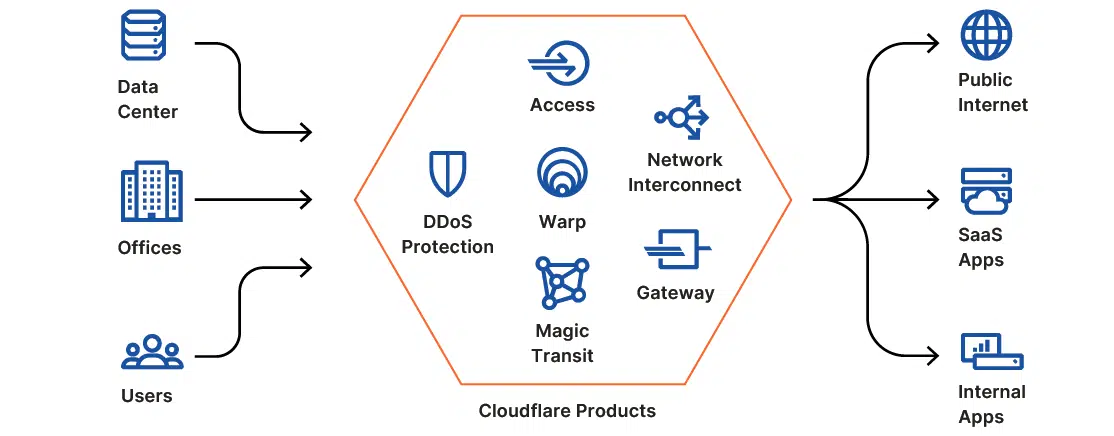 Data
Center
Offices
Users
Access
Network
Interconnect
DDoS
Protection
Warp
Gateway
Magic
Transit
Cloudflare Products
Public
Internet
SaaS
Apps
Internal
Apps